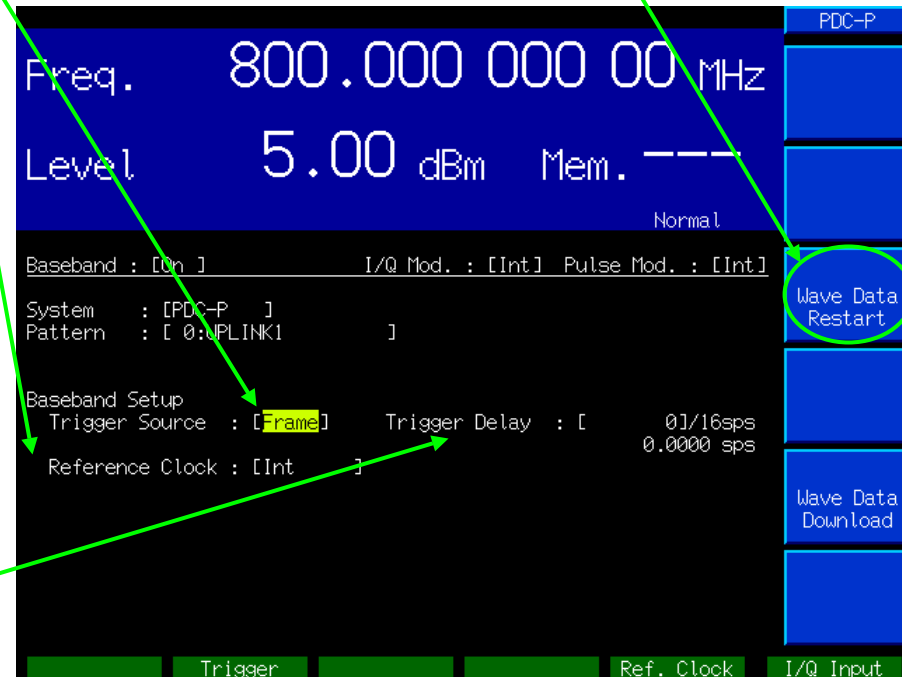 PDC-P
Freq. 800.000 000 00 MHz
Level 5.00 dBm Mem. ---
Normal
Baseband : [On ] I/Q Mod. : [Int] Pulse Mod. : [Int]
System : [PDC-P ]
Pattern : [ 0:UPLINK1 ]
Wave Data
Restart
Baseband Setup
Trigger Source : [Frame] Trigger Delay : [ 0]/16sps
0.0000 sps
Reference Clock : [Int ]
Wave Data
Download
Trigger Ref. Clock I/Q Input